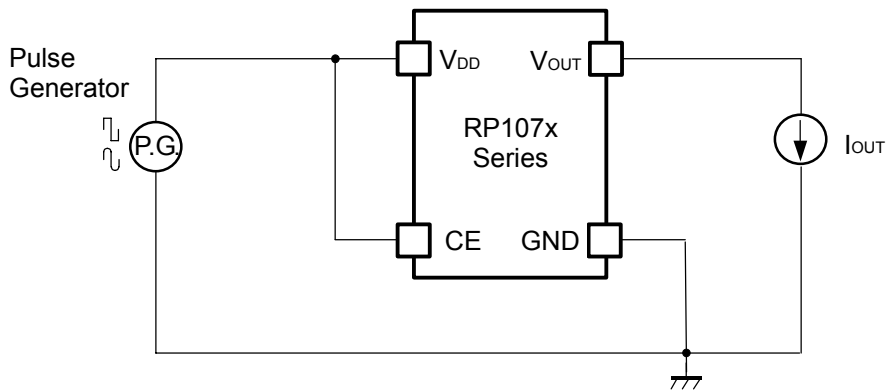 Pulse
Generator
P.G.
VDD
VOUT
RP107x
Series
CE
GND
IOUT